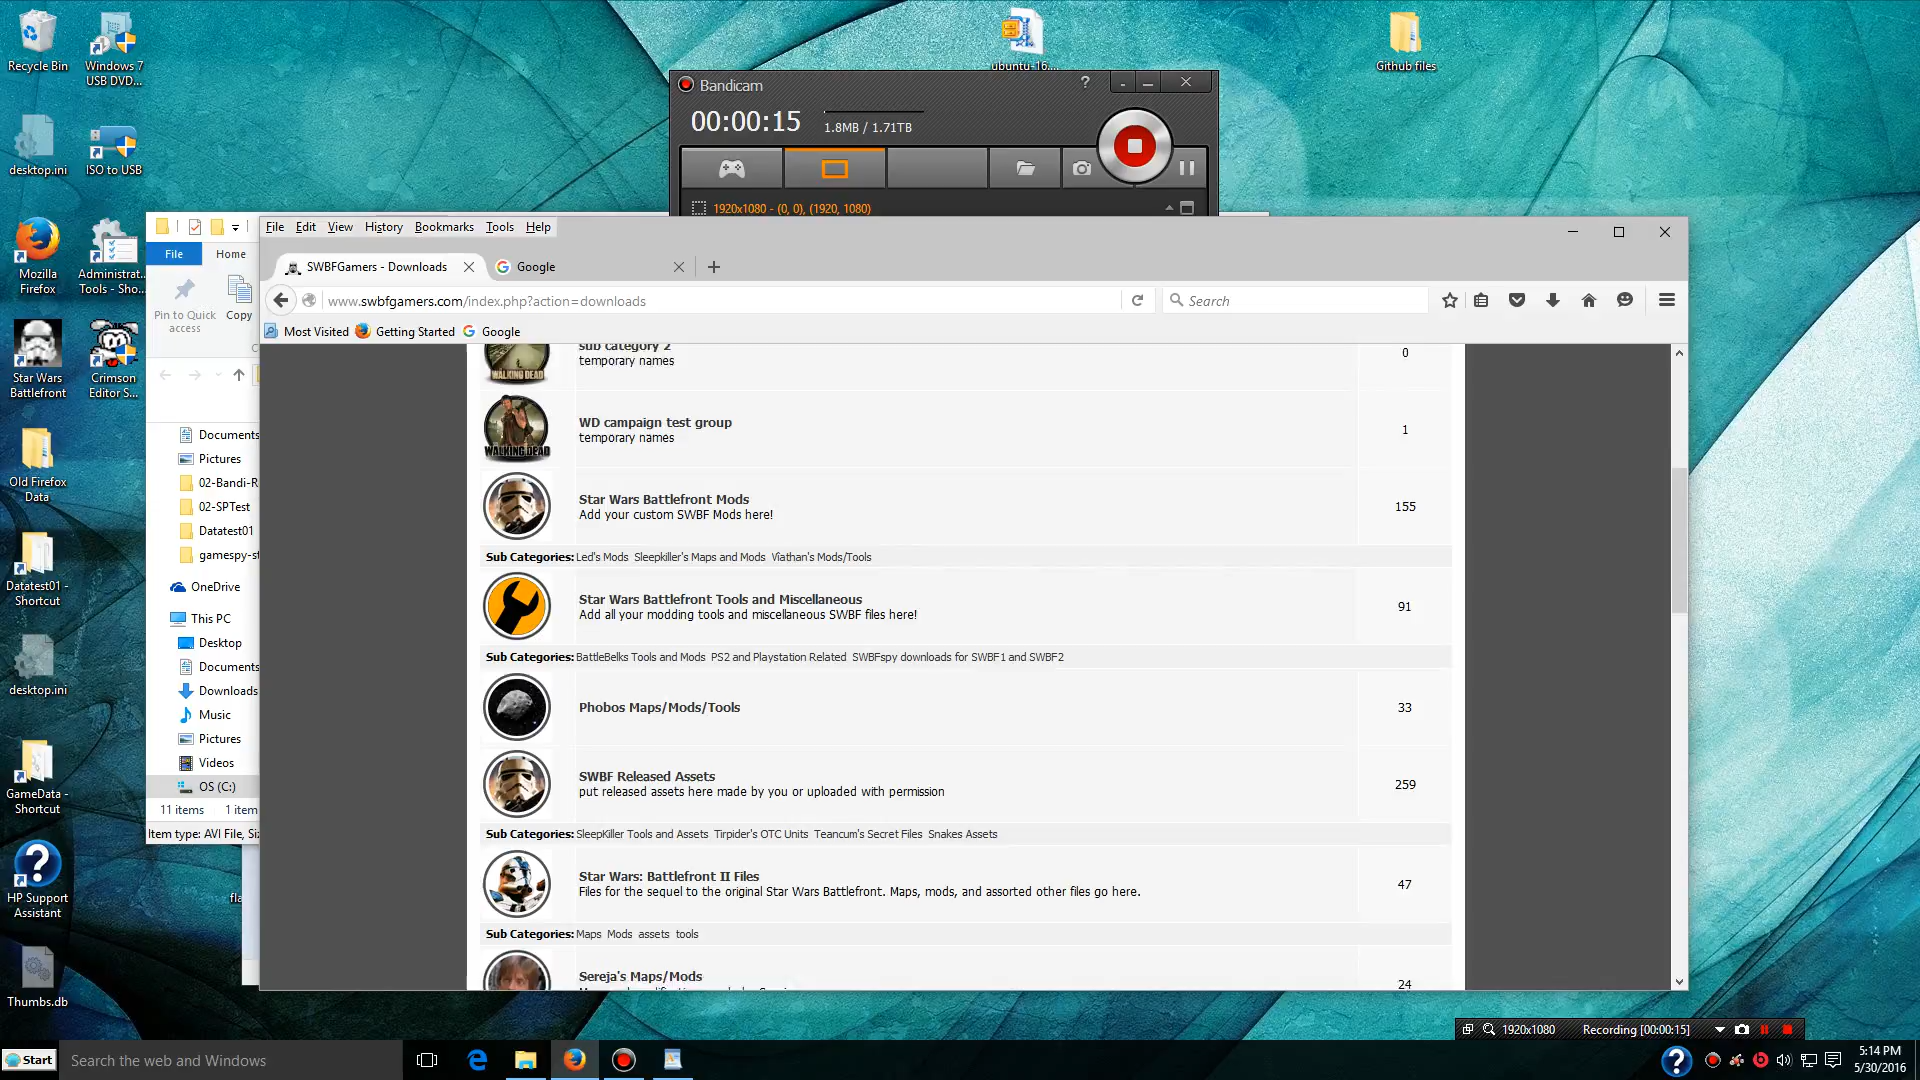 Recycle Bin
Windows 7
USB DVD...
ubuntu-16....
Github files
desktop.ini
ISO to USB
Bandicam
?
00:00:15
1.8MB / 1.71TB
1920x1080 - (0, 0), (1920, 1080)
Mozilla
Firefox
Administrat...
Tools - Sho...
Star Wars
Battlefront
Crimson
Editor S...
Old Firefox
Data
Datatest01 -
Shortcut
desktop.ini
GameData -
Shortcut
HP Support
Assistant
Thumbs.db
File
Home
Pin to Quick
access
Copy
Documents
Pictures
02-Bandi-R
02-SPTest
Datatest01
gamespy-st
OneDrive
This PC
Desktop
Documents
Downloads
Music
Pictures
Videos
OS (C:)
11 items
1 item
Item type: AVI File, Siz
fla
File Edit View History Bookmarks Tools Help
SWBFGamers - Downloads
Google
www.swbfgamers.com/index.php?action=downloads
Search
Most Visited Getting Started Google
sub category 2
temporary names
0
WD campaign test group
temporary names
1
WALKING DEAD
Star Wars Battlefront Mods
Add your custom SWBF Mods here!
155
Sub Categories: Led's Mods Sleepkiller's Maps and Mods Viathan's Mods/Tools
Star Wars Battlefront Tools and Miscellaneous
Add all your modding tools and miscellaneous SWBF files here!
91
Sub Categories: BattleBelks Tools and Mods PS2 and Playstation Related SWBFspy downloads for SWBF1 and SWBF2
Phobos Maps/Mods/Tools
33
SWBF Released Assets
put released assets here made by you or uploaded with permission
259
Sub Categories: SleepKiller Tools and Assets Tirpider's OTC Units Teancum's Secret Files Snakes Assets
Star Wars: Battlefront II Files
Files for the sequel to the original Star Wars Battlefront. Maps, mods, and assorted other files go here.
47
Sub Categories: Maps Mods assets tools
Sereja's Maps/Mods
24
1920x1080
Recording [00:00:15]
Start
Search the web and Windows
5:14 PM
5/30/2016